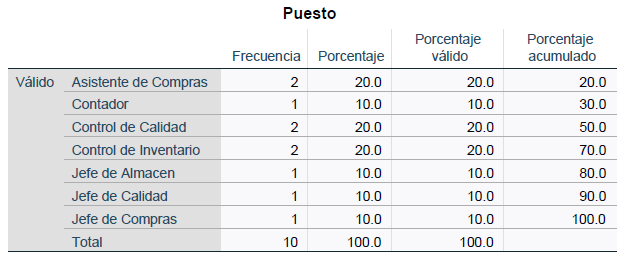 Puesto
Frecuencia Porcentaje Porcentaje válido Porcentaje acumulado
Válido Asistente de Compras 2 20.0 20.0 20.0
Contador 1 10.0 10.0 30.0
Control de Calidad 2 20.0 20.0 50.0
Control de Inventario 2 20.0 20.0 70.0
Jefe de Almacen 1 10.0 10.0 80.0
Jefe de Calidad 1 10.0 10.0 90.0
Jefe de Compras 1 10.0 10.0 100.0
Total 10 100.0 100.0